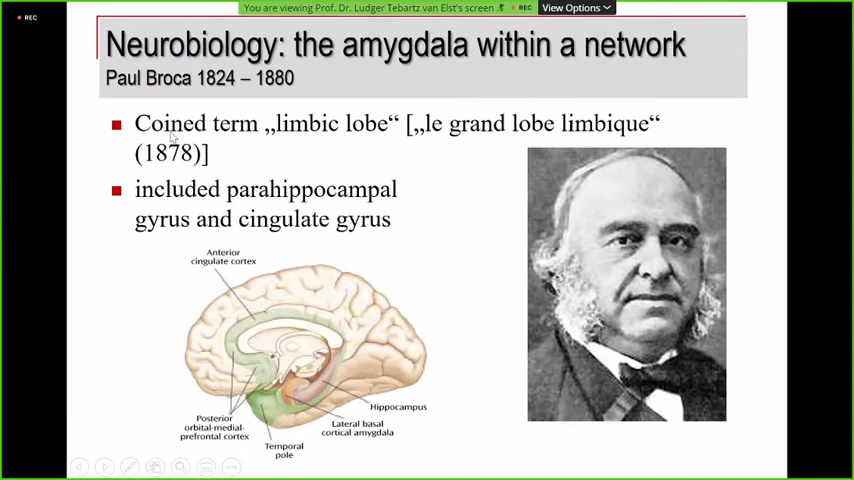 You are viewing Prof. Dr. Ludger Tebartz van Elst's screen
REC
View Options
REC
Neurobiology: the amygdala within a network
Paul Broca 1824 – 1880
Coined term „limbic lobe“ [„le grand lobe limbique“
(1878)]
included parahippocampal
gyrus and cingulate gyrus
Anterior
cingulate cortex
Hippocampus
Posterior
orbital-medial-
prefrontal cortex
Lateral basal
cortical amygdala
Temporal
pole